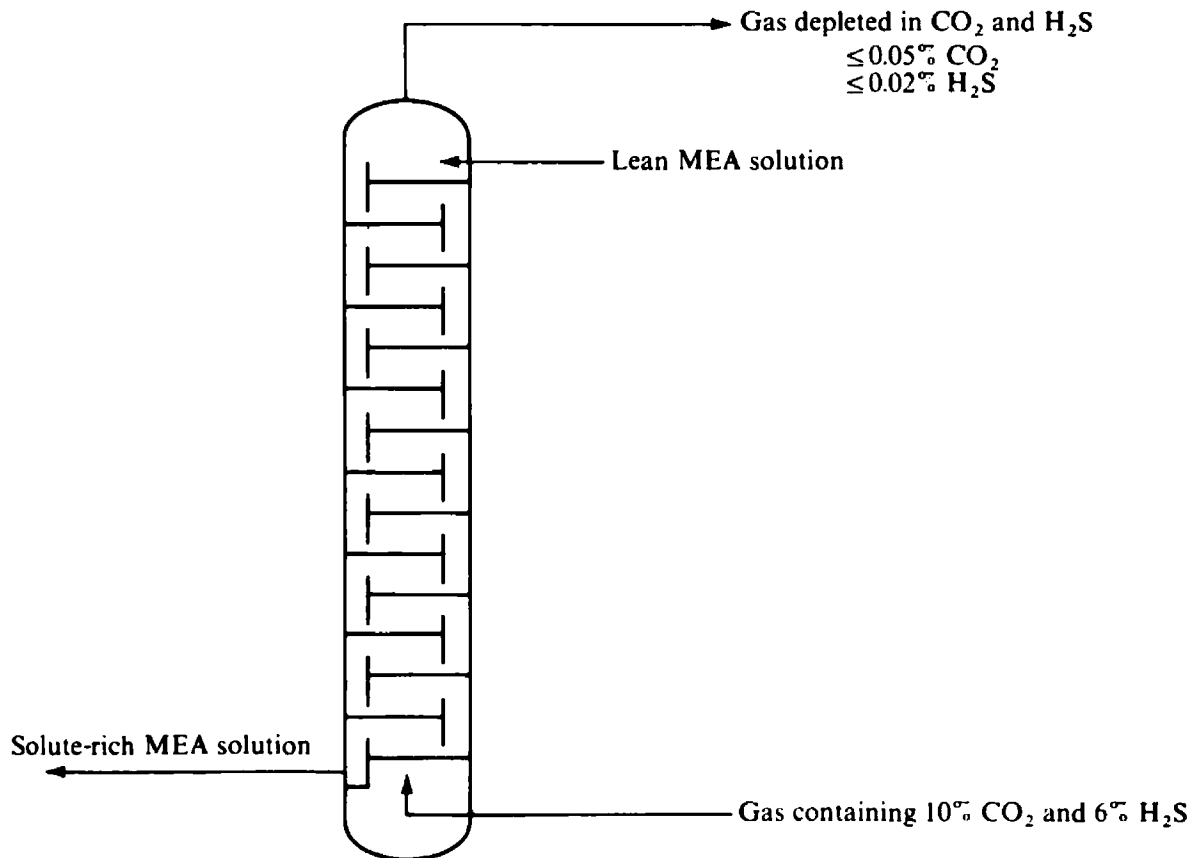 Gas depleted in CO₂ and H₂S
≤0.05% CO₂
≤0.02% H₂S
Lean MEA solution
Solute-rich MEA solution
Gas containing 10% CO₂ and 6% H₂S